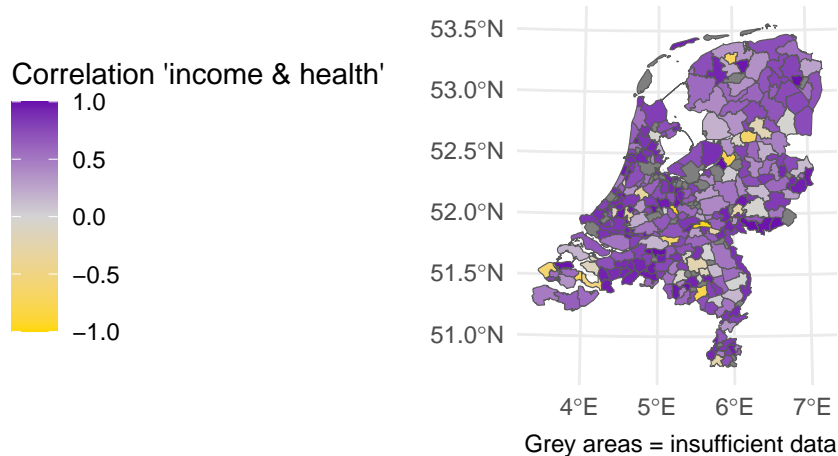 Correlation 'income & health'
1.0
0.5
0.0
−0.5
−1.0
53.5°N
53.0°N
52.5°N
52.0°N
51.5°N
51.0°N
4°E 5°E 6°E 7°E
Grey areas = insufficient data